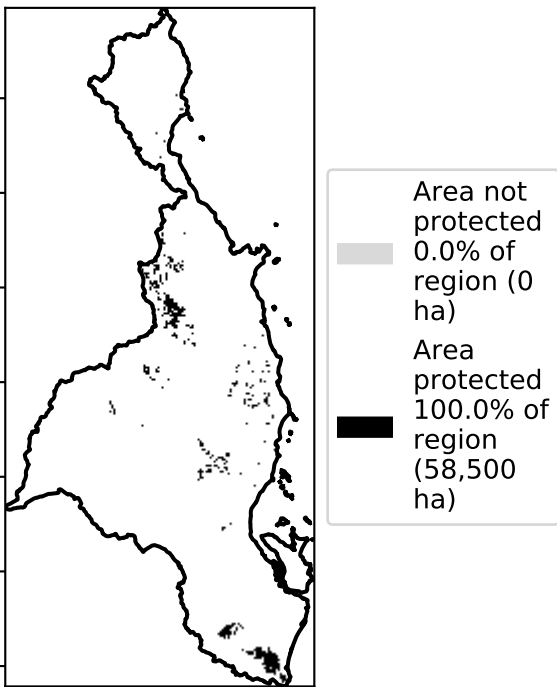 Area not
protected
0.0% of
region (0
ha)
Area
protected
100.0% of
region
(58,500
ha)